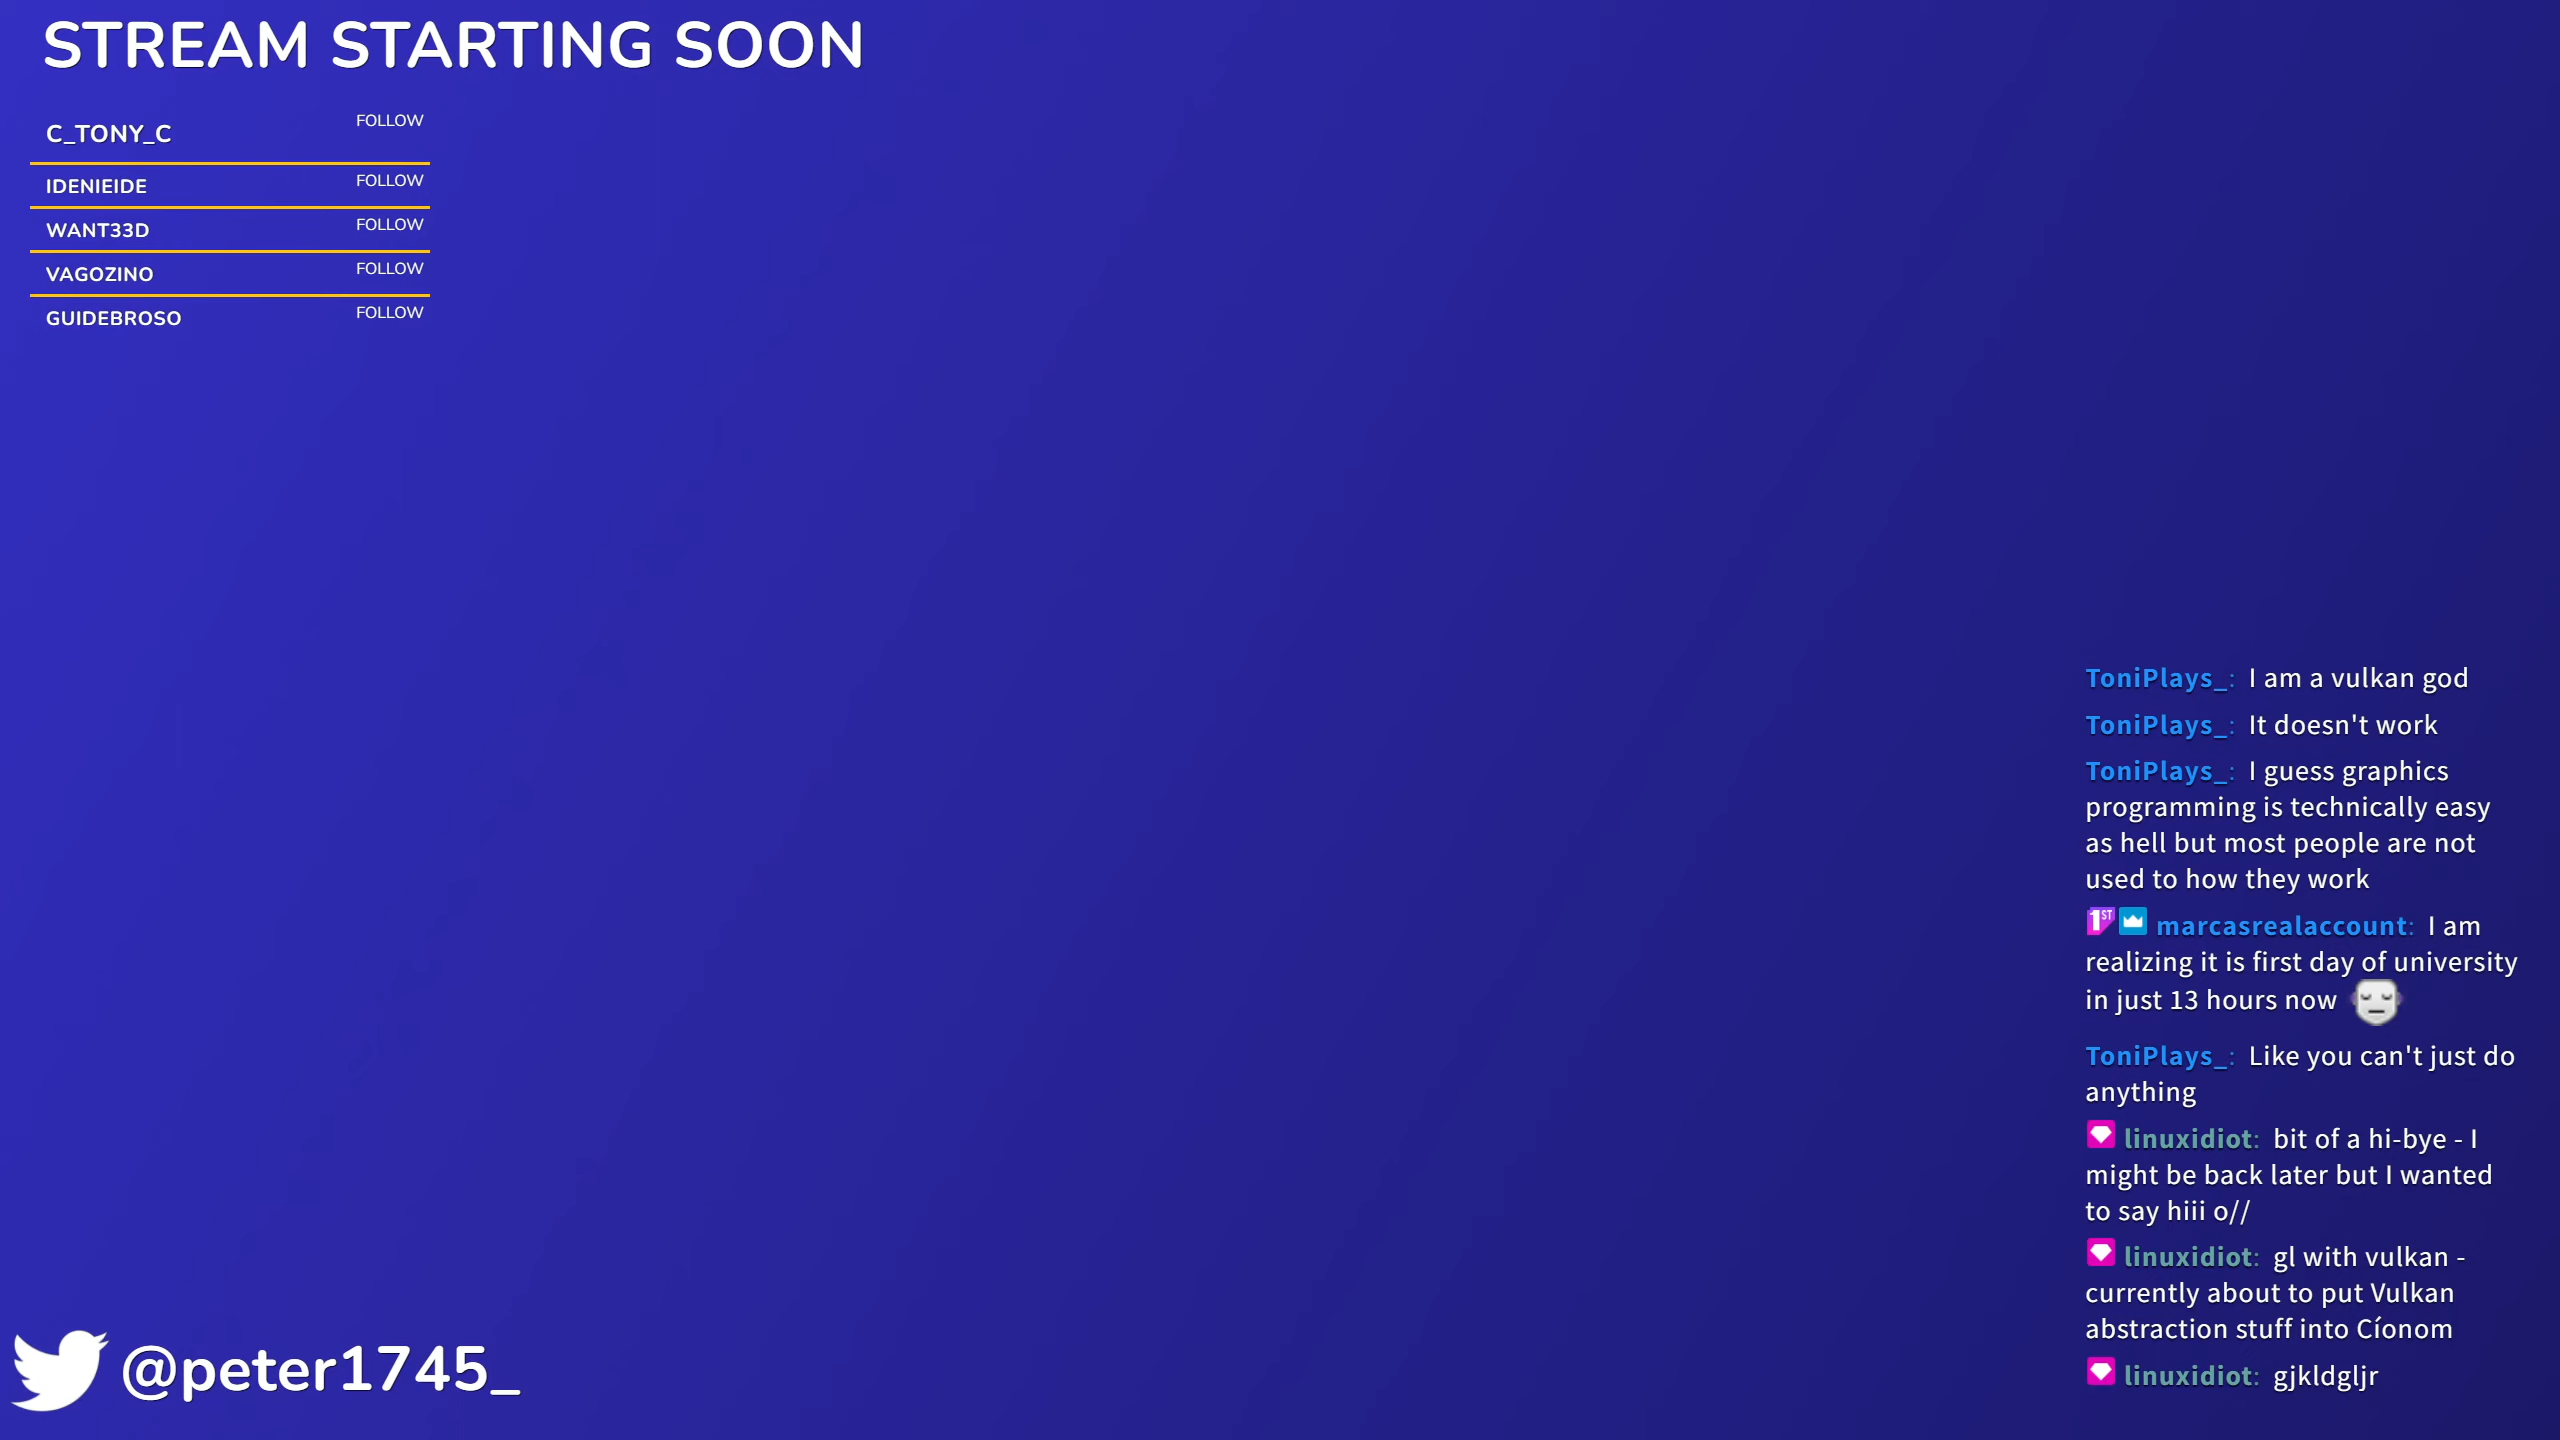 STREAM STARTING SOON
C_TONY_C FOLLOW
IDENIEIDE FOLLOW
WANT33D FOLLOW
VAGOZINO FOLLOW
GUIDEBROSO FOLLOW
ToniPlays_: I am a vulkan god
ToniPlays_: It doesn't work
ToniPlays_: I guess graphics
programming is technically easy
as hell but most people are not
used to how they work
1ST marcasrealaccount: I am
realizing it is first day of university
in just 13 hours now
ToniPlays_: Like you can't just do
anything
linuxidiot: bit of a hi-bye - I
might be back later but I wanted
to say hiii o//
linuxidiot: gl with vulkan -
currently about to put Vulkan
abstraction stuff into Cíonom
linuxidiot: gjkldgljr
@peter1745_